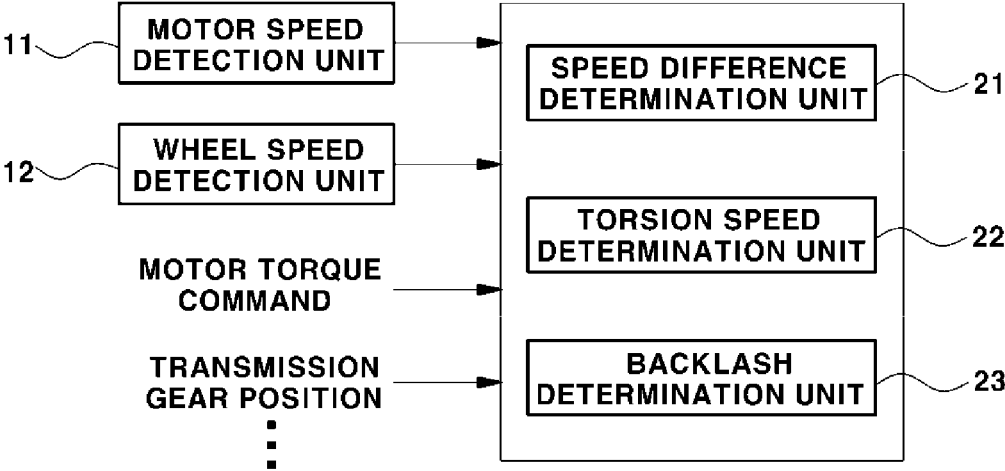 11
MOTOR SPEED
DETECTION UNIT
12
WHEEL SPEED
DETECTION UNIT
MOTOR TORQUE
COMMAND
TRANSMISSION
GEAR POSITION
SPEED DIFFERENCE
DETERMINATION UNIT
21
TORSION SPEED
DETERMINATION UNIT
22
BACKLASH
DETERMINATION UNIT
23